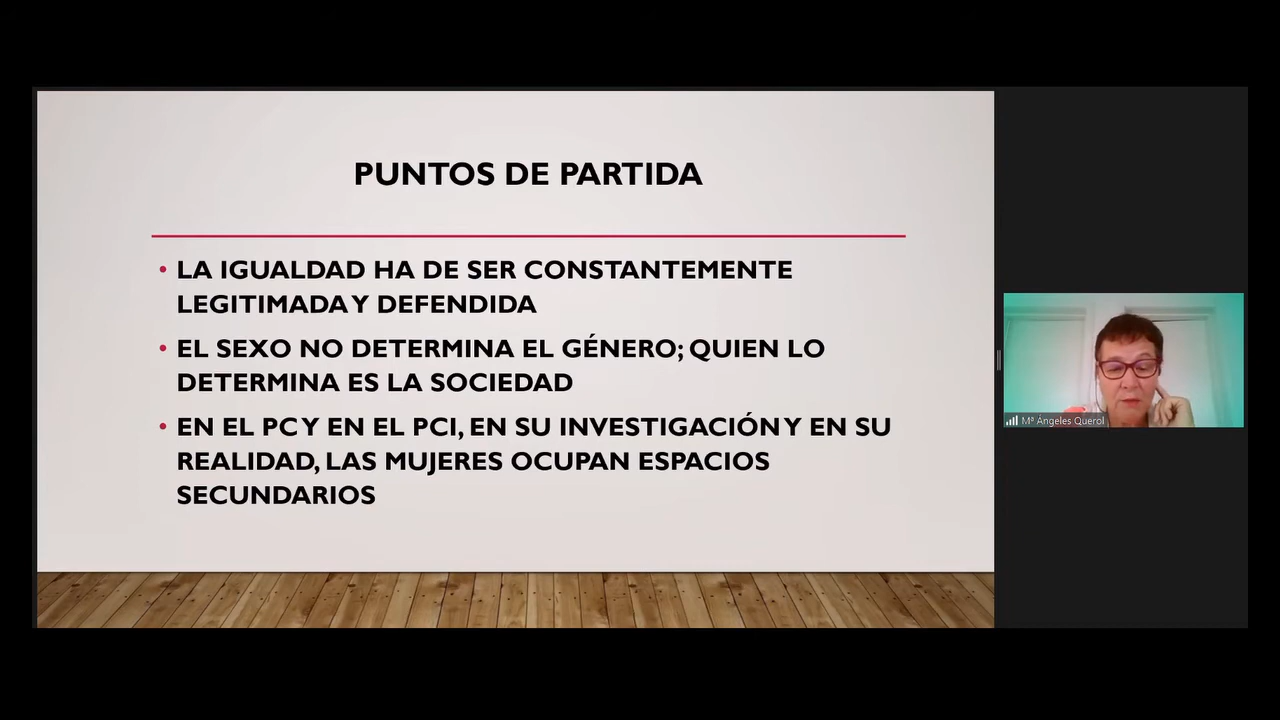 PUNTOS DE PARTIDA
• LA IGUALDAD HA DE SER CONSTANTEMENTE
LEGITIMADA Y DEFENDIDA
• EL SEXO NO DETERMINA EL GÉNERO; QUIEN LO
DETERMINA ES LA SOCIEDAD
• EN EL PC Y EN EL PCI, EN SU INVESTIGACIÓN Y EN SU
REALIDAD, LAS MUJERES OCUPAN ESPACIOS
SECUNDARIOS
Mª Ángeles Querol